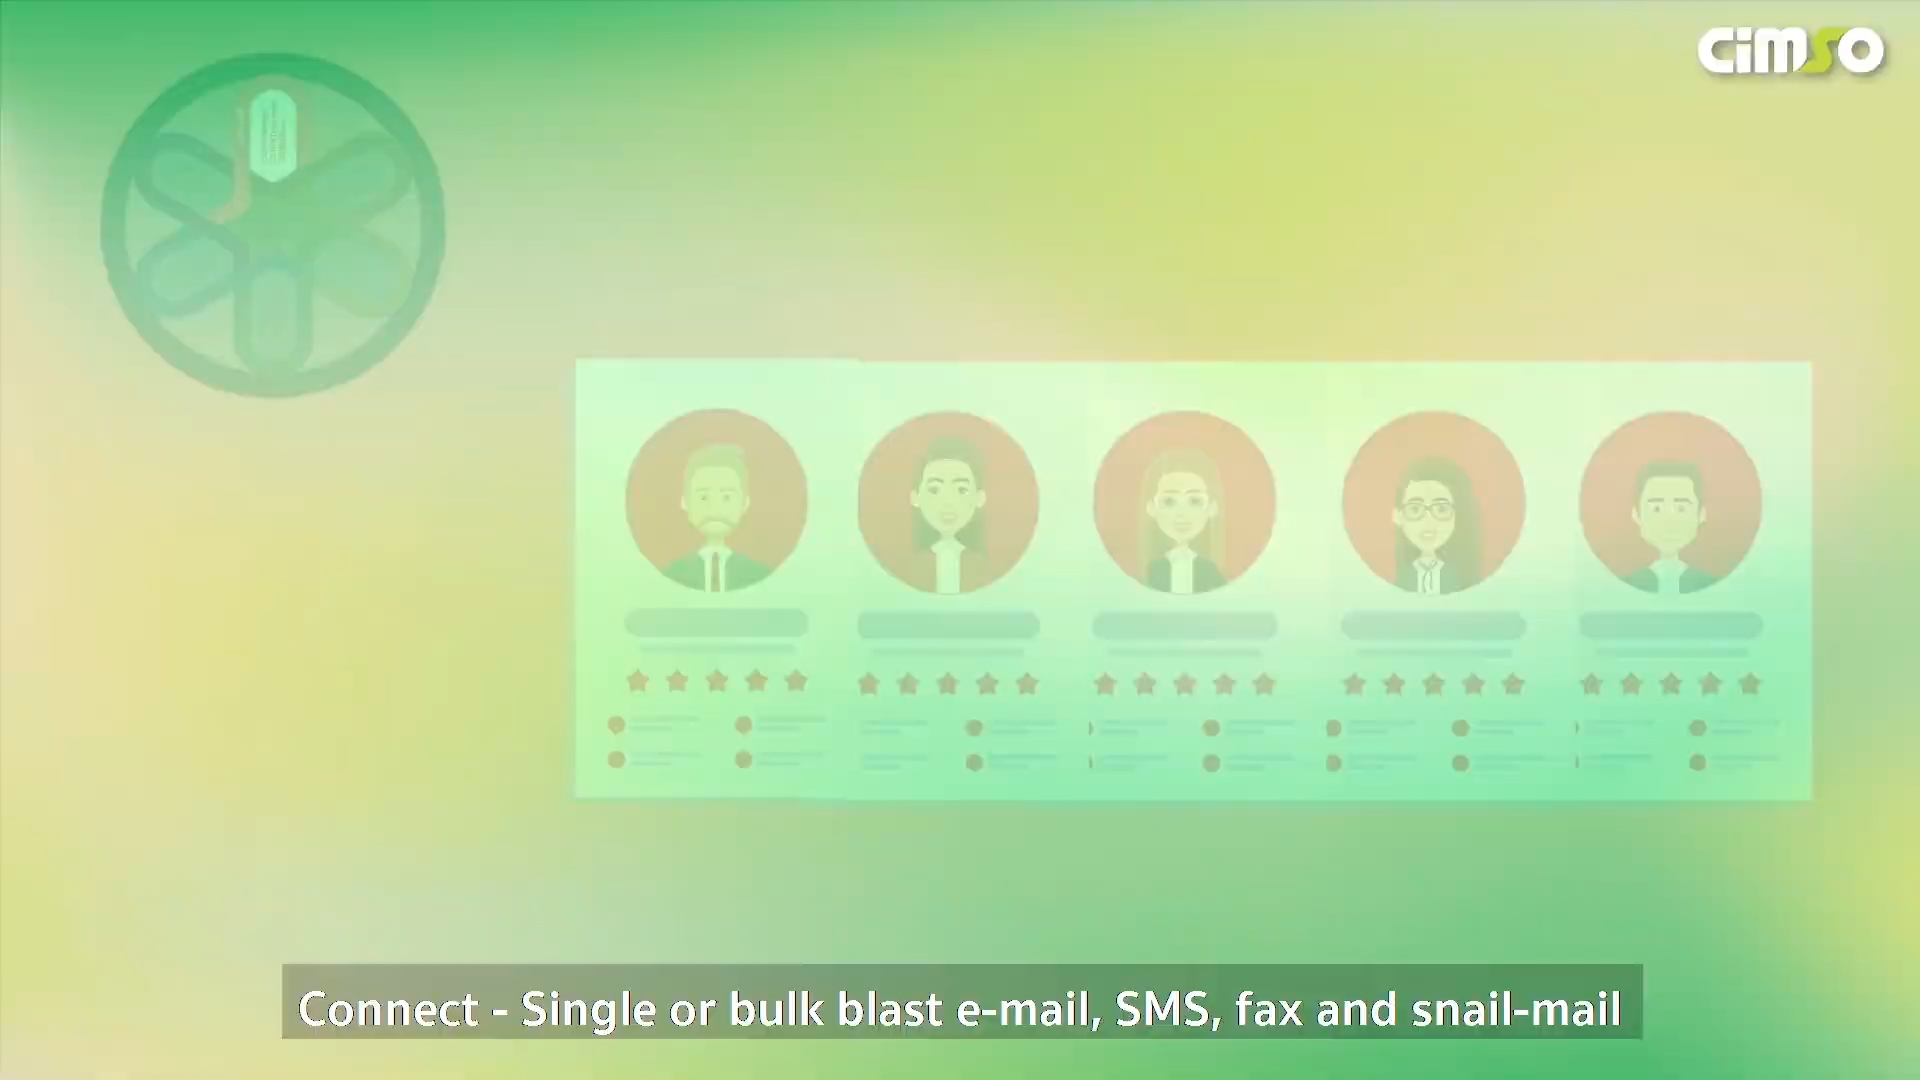 CiMSO
Connect - Single or bulk blast e-mail, SMS, fax and snail-mail